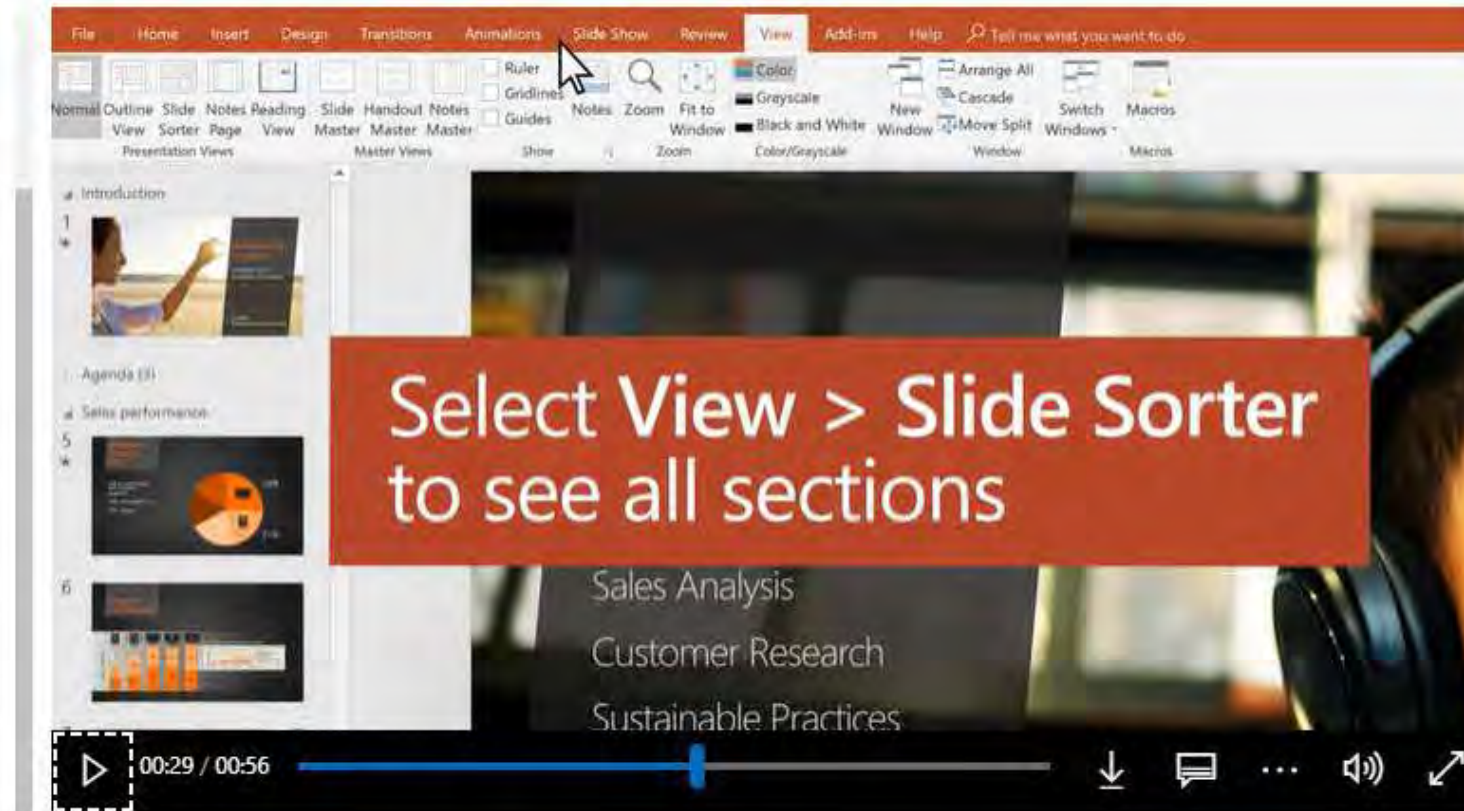 File Home Insert Design Transitions Animations Slide Show Review View Add-ins Help Tell me what you want to do
Normal Outline View Slide Sorter Notes Page Reading View Slide Master Handout Master Notes Master Ruler Gridlines Guides Notes Zoom Fit to Window Color Grayscale Black and White New Window Arrange All Cascade Move Split Switch Windows Macros
Presentation Views Master Views Show Zoom Color/Grayscale Window Macros
Introduction
1
Agenda (3)
Sales performance
5
6
Select View > Slide Sorter
to see all sections
Sales Analysis
Customer Research
Sustainable Practices
00:29 / 00:56